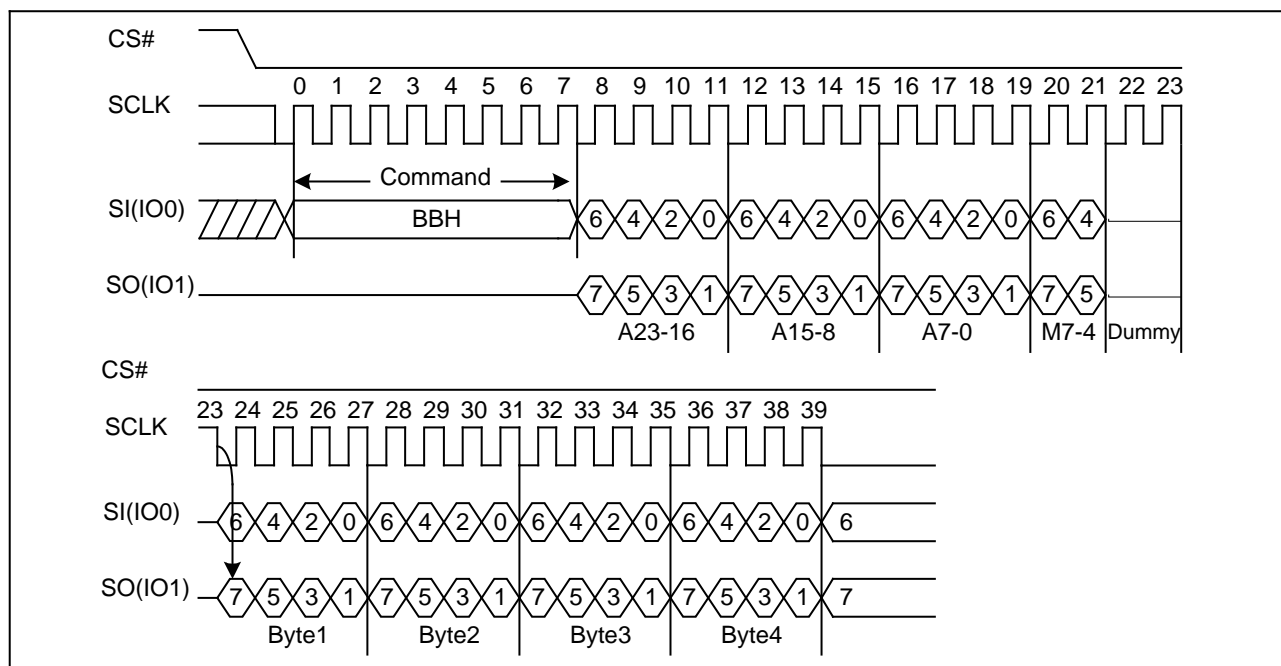 CS#
0 1 2 3 4 5 6 7 8 9 10 11 12 13 14 15 16 17 18 19 20 21 22 23
SCLK
Command
SI(IO0) BBH 6 4 2 0 6 4 2 0 6 4 2 0 6 4
SO(IO1) 7 5 3 1 7 5 3 1 7 5 3 1 7 5
A23-16 A15-8 A7-0 M7-4 Dummy
CS#
23 24 25 26 27 28 29 30 31 32 33 34 35 36 37 38 39
SCLK
SI(IO0) 6 4 2 0 6 4 2 0 6 4 2 0 6 4 2 0 6
SO(IO1) 7 5 3 1 7 5 3 1 7 5 3 1 7 5 3 1 7
Byte1 Byte2 Byte3 Byte4